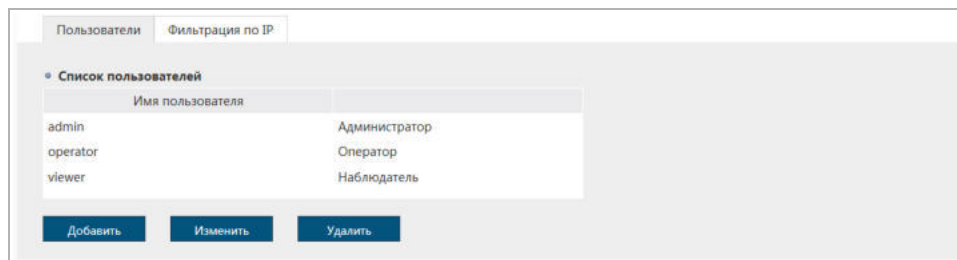 Пользователи Фильтрация по IP
Список пользователей
Имя пользователя
admin Администратор
operator Оператор
viewer Наблюдатель
Добавить Изменить Удалить